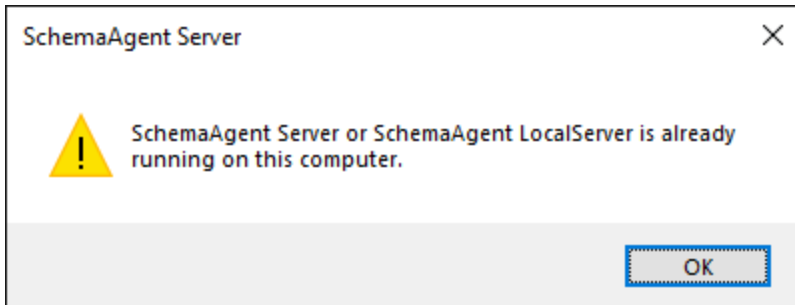 SchemaAgent Server
SchemaAgent Server or SchemaAgent LocalServer is already
running on this computer.
OK